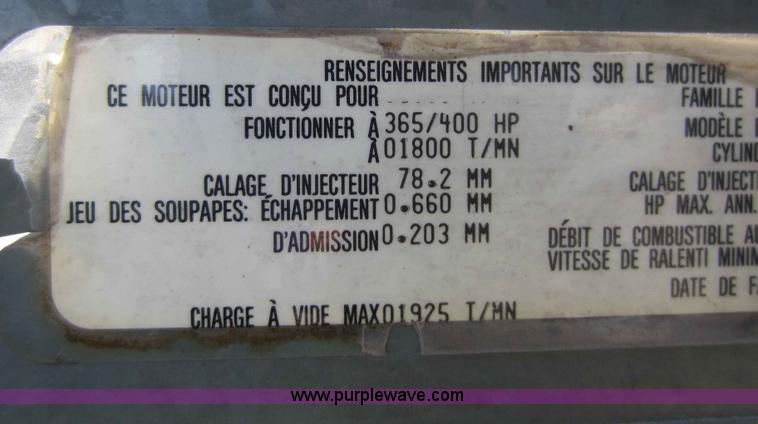 RENSEIGNEMENTS IMPORTANTS SUR LE MOTEUR
CE MOTEUR EST CONÇU POUR
FAMILLE
FONCTIONNER À 365/400 HP
MODÈLE
À 01800 T/MN
CYLIN
CALAGE D'INJECTEUR 78.2 MM
CALAGE D'INJECT
JEU DES SOUPAPES: ÉCHAPPEMENT 0.660 MM
HP MAX. ANN.
D'ADMISSION 0.203 MM
DÉBIT DE COMBUSTIBLE A
VITESSE DE RALENTI MINI
DATE DE F
CHARGE À VIDE MAX 01925 T/MN
www.purplewave.com